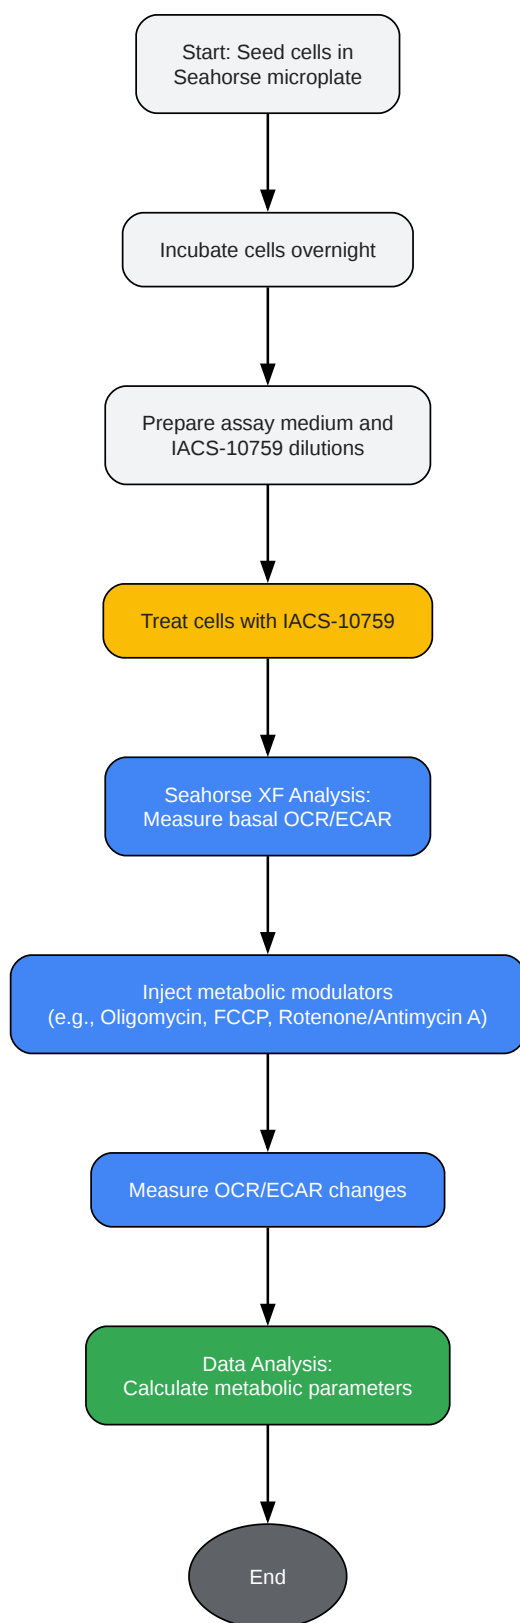 Start: Seed cells in
Seahorse microplate
Incubate cells overnight
Prepare assay medium and
IACS-10759 dilutions
Treat cells with IACS-10759
Seahorse XF Analysis:
Measure basal OCR/ECAR
Inject metabolic modulators
(e.g., Oligomycin, FCCP, Rotenone/Antimycin A)
Measure OCR/ECAR changes
Data Analysis:
Calculate metabolic parameters
End